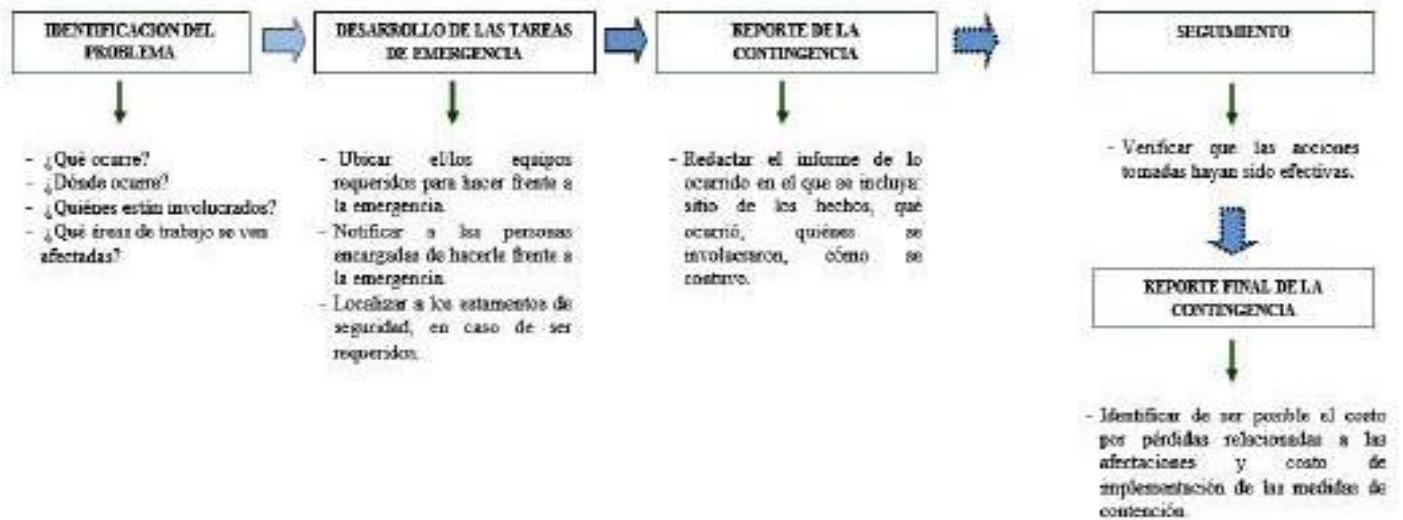 IDENTIFICACION DEL
PROBLEMA
- ¿Qué ocurre?
- ¿Dónde ocurre?
- ¿Quiénes están involucrados?
- ¿Qué áreas de trabajo se ven
afectadas?
DESARROLLO DE LAS TAREAS
DE EMERGENCIA
- Ubicar el/los equipos
requeridos para hacer frente a
la emergencia.
- Notificar a las personas
encargadas de hacerle frente a
la emergencia.
- Localizar a los estamentos de
seguridad, en caso de ser
requeridos.
REPORTE DE LA
CONTINGENCIA
- Redactar el informe de lo
ocurrido en el que se incluya:
sitio de los hechos, qué
ocurrió, quiénes se
involucraron, cómo se
contuvo.
SEGUIMIENTO
- Verificar que las acciones
tomadas hayan sido efectivas.
REPORTE FINAL DE LA
CONTINGENCIA
- Identificar de ser posible el costo
por pérdidas relacionadas a las
afectaciones y costo de
implementación de las medidas de
contención.